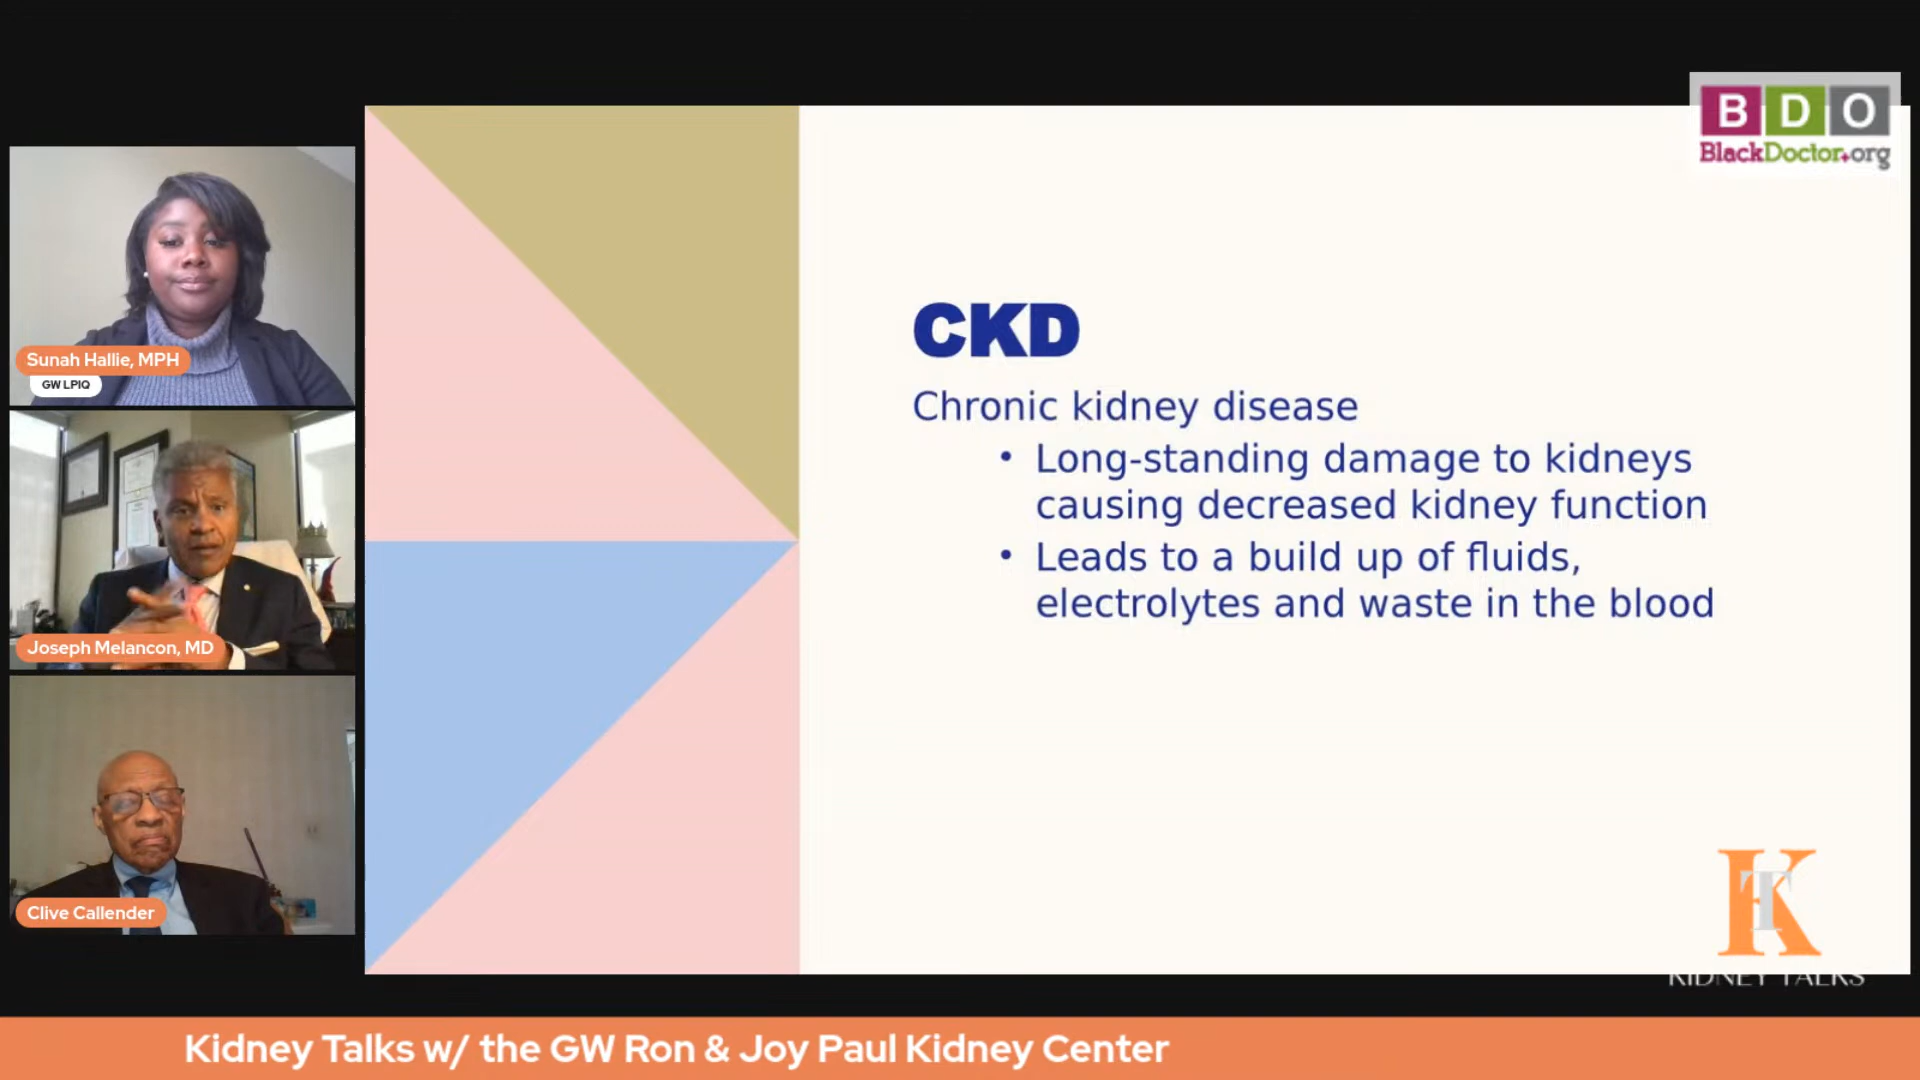 B D O
BlackDoctor.org
Sunah Hallie, MPH
GW LPIQ
Joseph Melancon, MD
Clive Callender
CKD
Chronic kidney disease
• Long-standing damage to kidneys
causing decreased kidney function
• Leads to a build up of fluids,
electrolytes and waste in the blood
KT
KIDNEY TALKS
Kidney Talks w/ the GW Ron & Joy Paul Kidney Center